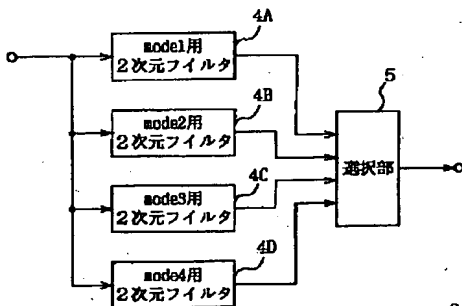 4A
mode1用
2次元フィルタ
4B
mode2用
2次元フィルタ
5
選択部
4C
mode3用
2次元フィルタ
4D
mode4用
2次元フィルタ